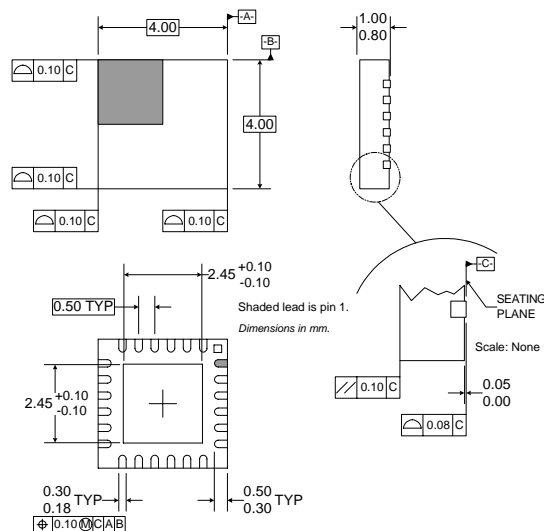 4.00
-A-
-B-
1.00
0.80
0.10 C
4.00
0.10 C
0.10 C
0.10 C
2.45 +0.10
-0.10
0.50 TYP
Shaded lead is pin 1.
Dimensions in mm.
-C-
SEATING
PLANE
Scale: None
2.45 +0.10
-0.10
0.10 C
0.05
0.00
0.08 C
0.30
0.18 TYP
0.50
0.30 TYP
0.10 M C A B